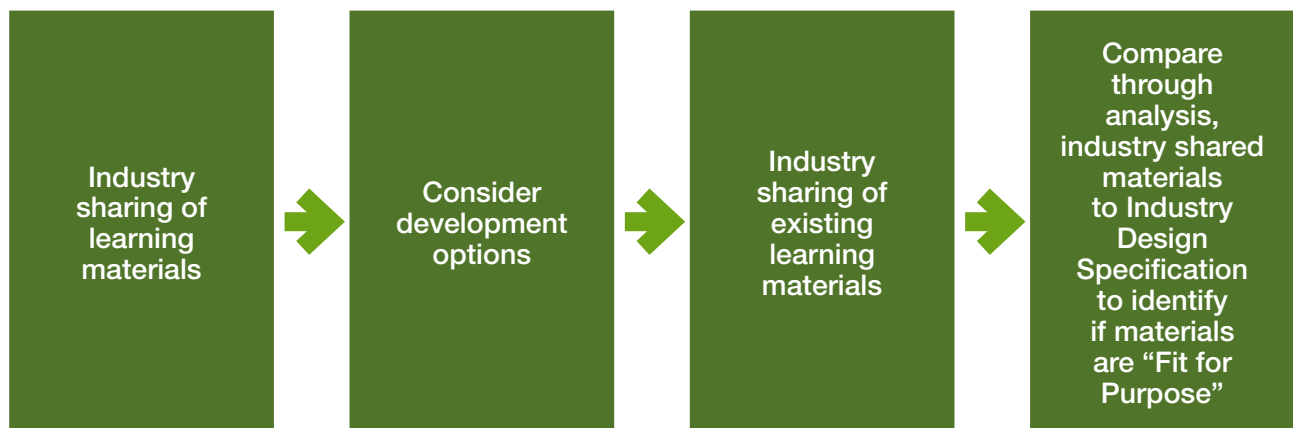 Industry
sharing of
learning
materials
Consider
development
options
Industry
sharing of
existing
learning
materials
Compare
through
analysis,
industry shared
materials
to Industry
Design
Specification
to identify
if materials
are “Fit for
Purpose”